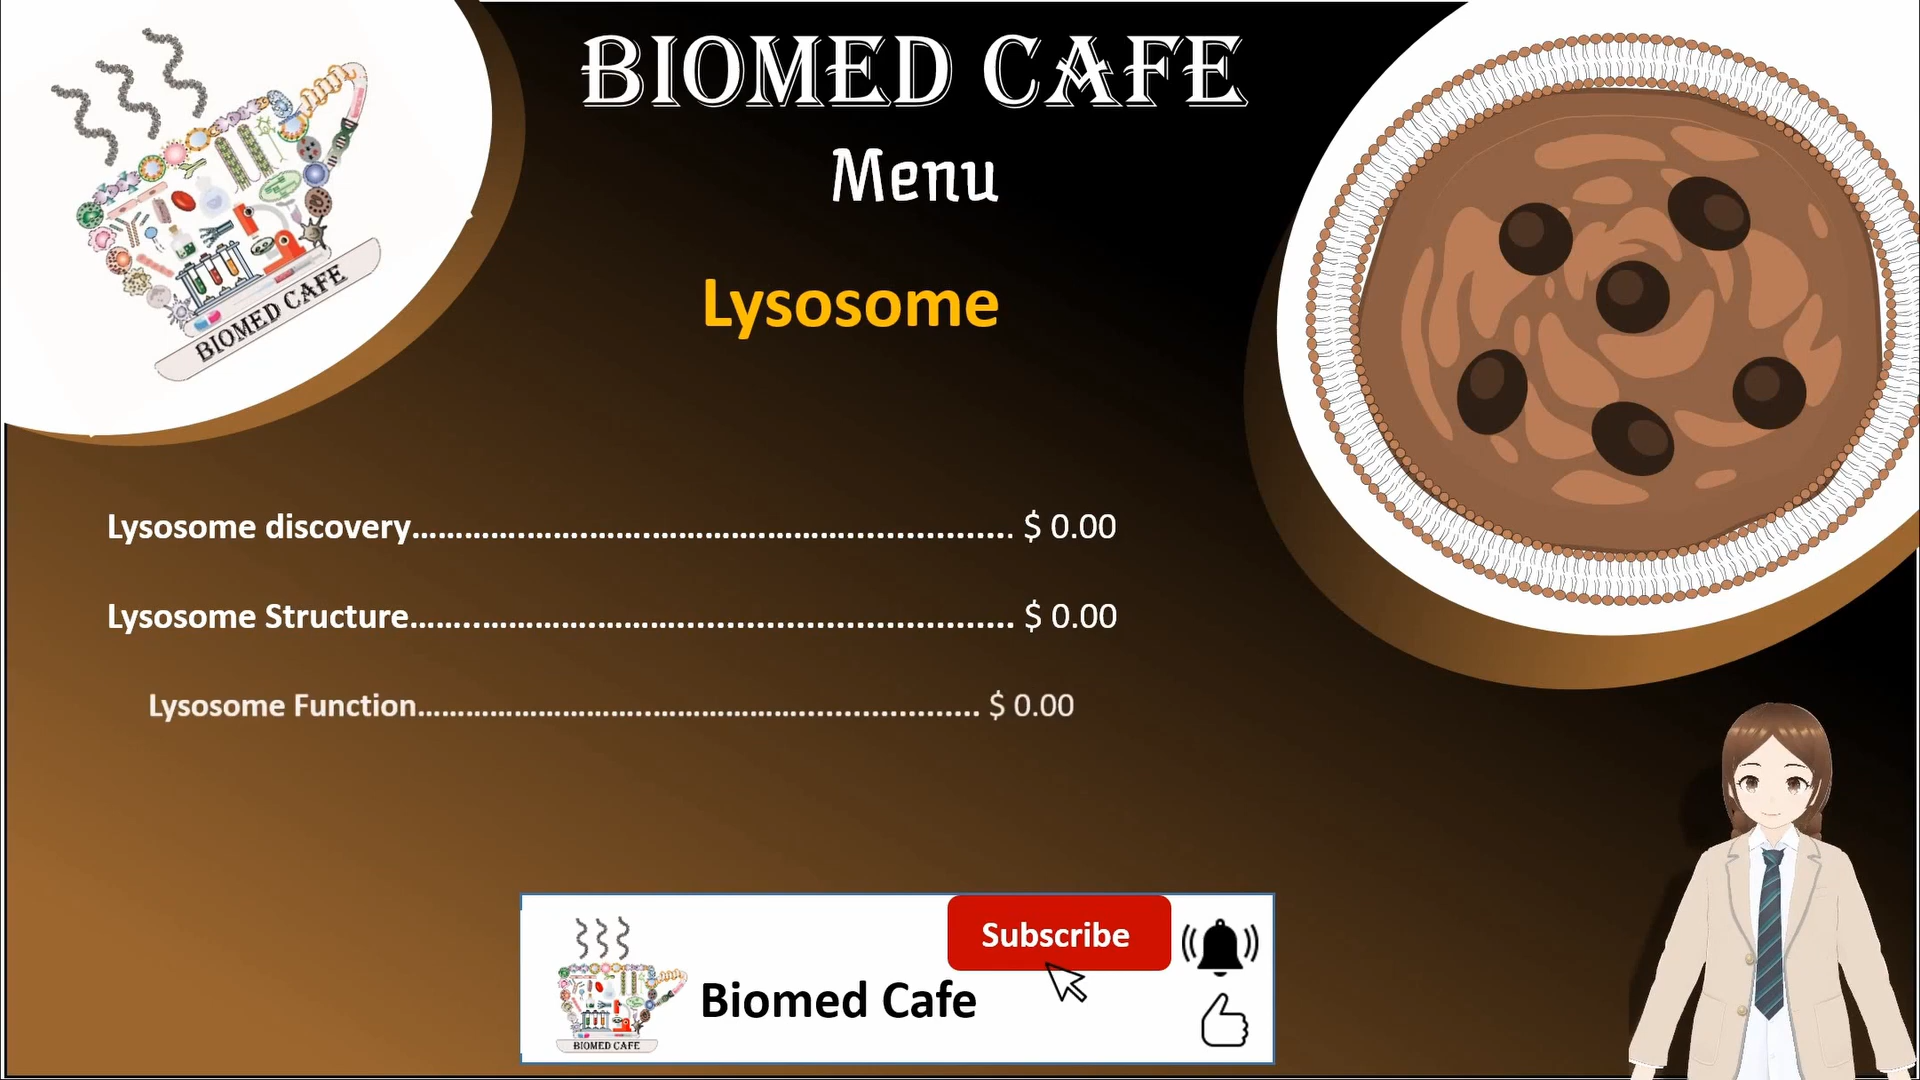 BIOMED CAFE
Menu
BIOMED CAFE
Lysosome
Lysosome discovery........................................................ $ 0.00
Lysosome Structure........................................................ $ 0.00
Lysosome Function........................................................ $ 0.00
Subscribe
Biomed Cafe
BIOMED CAFE